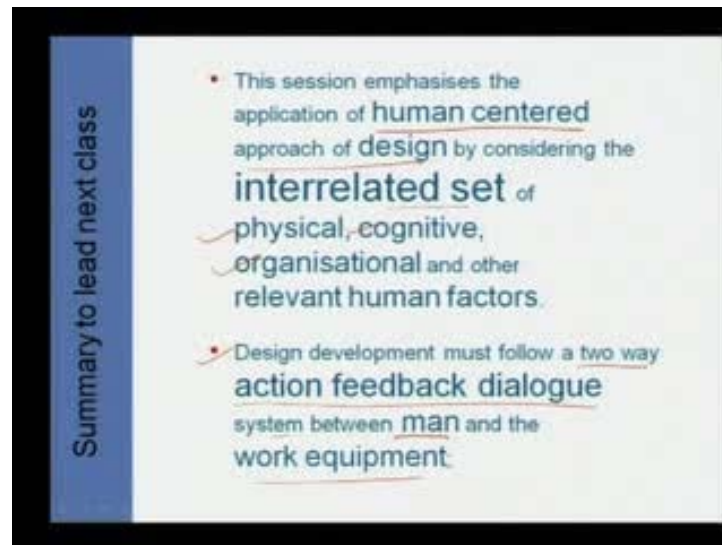 Summary to lead next class
• This session emphasises the
application of human centered
approach of design by considering the
interrelated set of
physical, cognitive,
organisational and other
relevant human factors.
• Design development must follow a two way
action feedback dialogue
system between man and the
work equipment.